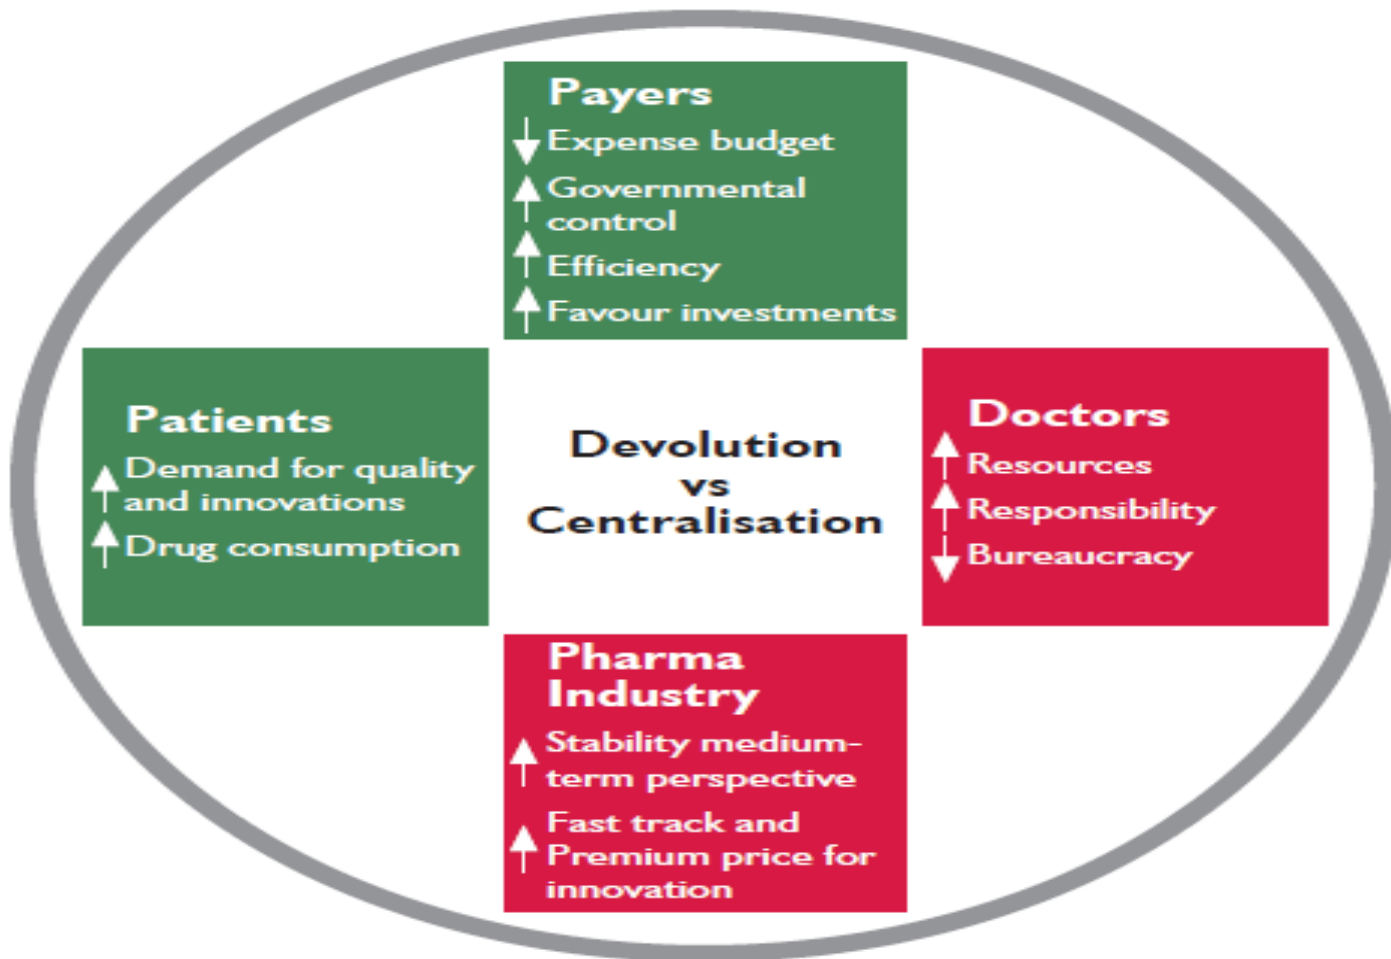 Payers
Expense budget
Governmental
control
Efficiency
Favour investments
Patients
Demand for quality
and innovations
Drug consumption
Devolution
vs
Centralisation
Doctors
Resources
Responsibility
Bureaucracy
Pharma
Industry
Stability medium-
term perspective
Fast track and
Premium price for
innovation